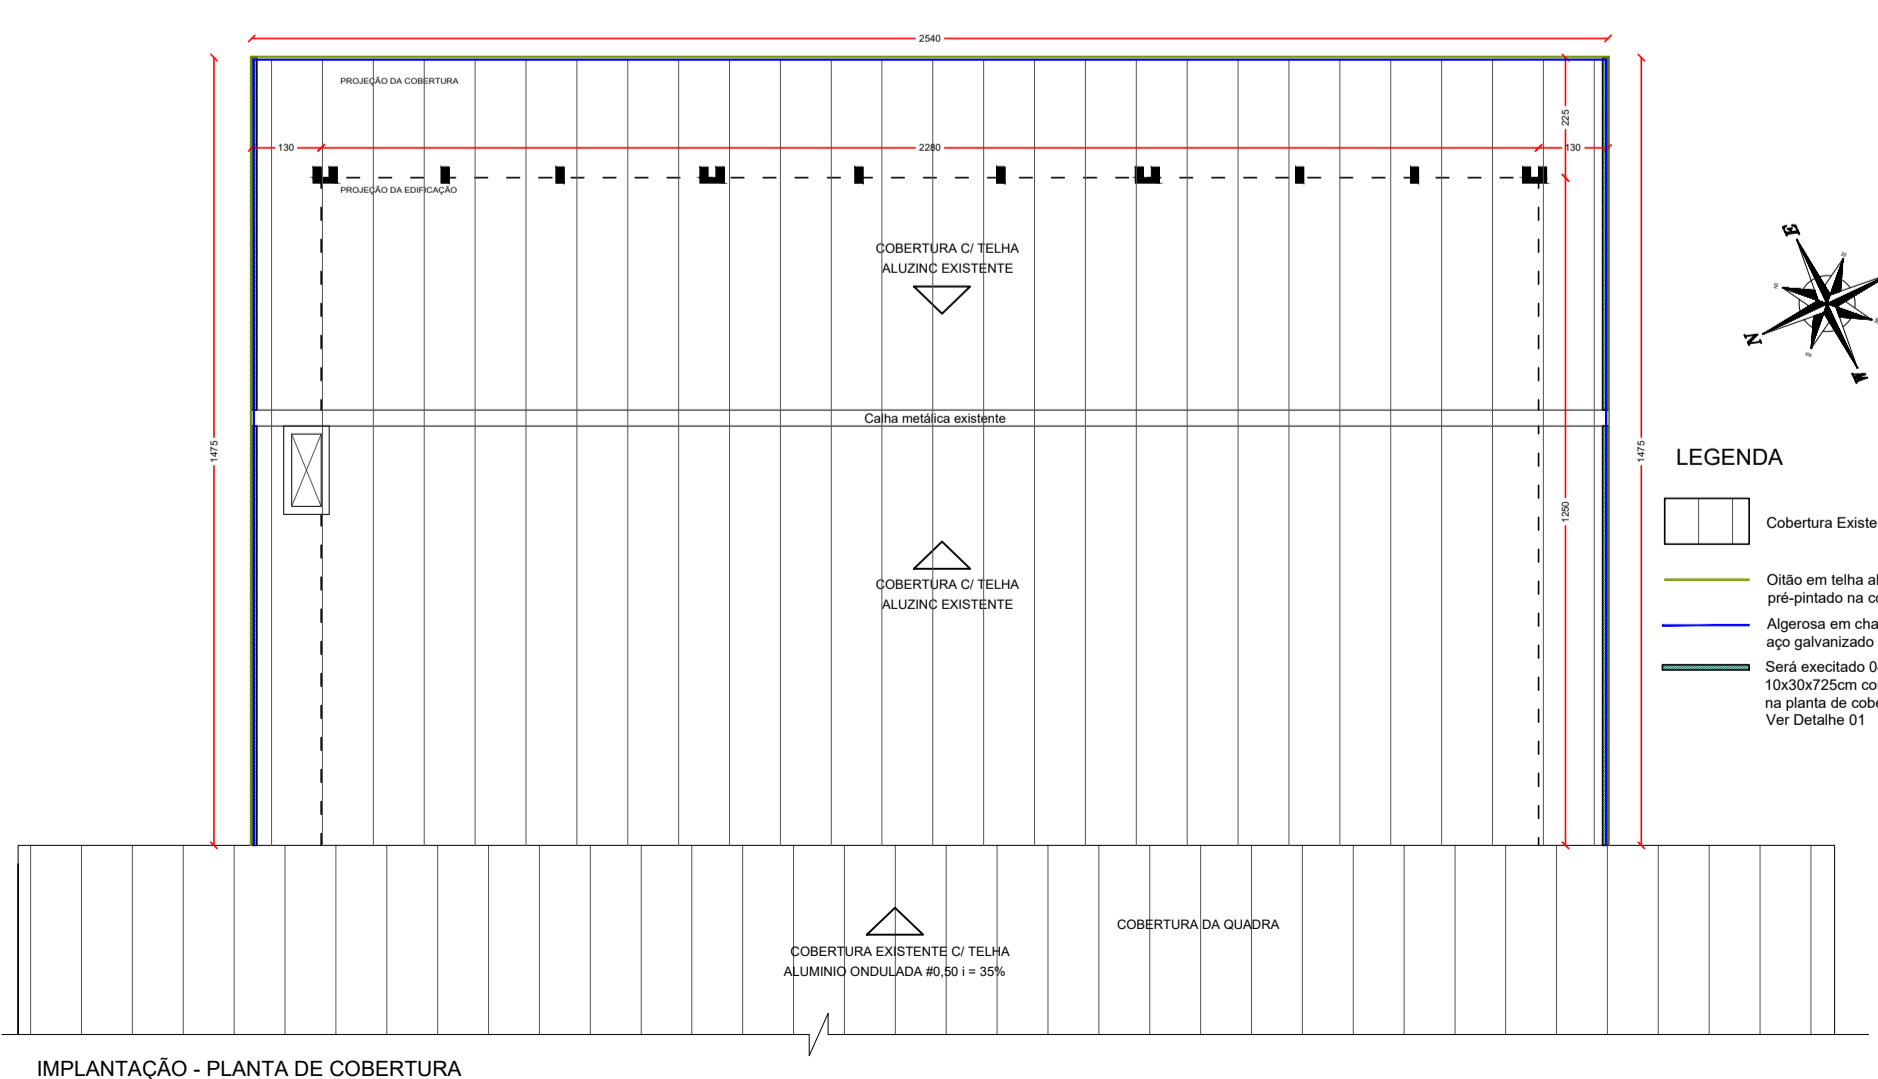 2540
PROJEÇÃO DA COBERTURA
225
130
2280
130
PROJEÇÃO DA EDIFICAÇÃO
COBERTURA C/ TELHA
ALUZINC EXISTENTE
E
N
Calha metálica existente
1475
1475
1250
LEGENDA
Cobertura Existe
Oitão em telha al
pré-pintado na co
Algerosa em cha
aço galvanizado
Será execitado 0
10x30x725cm co
na planta de cobe
Ver Detalhe 01
COBERTURA C/ TELHA
ALUZINC EXISTENTE
COBERTURA DA QUADRA
COBERTURA EXISTENTE C/ TELHA
ALUMINIO ONDULADA #0,50 i = 35%
IMPLANTAÇÃO - PLANTA DE COBERTURA